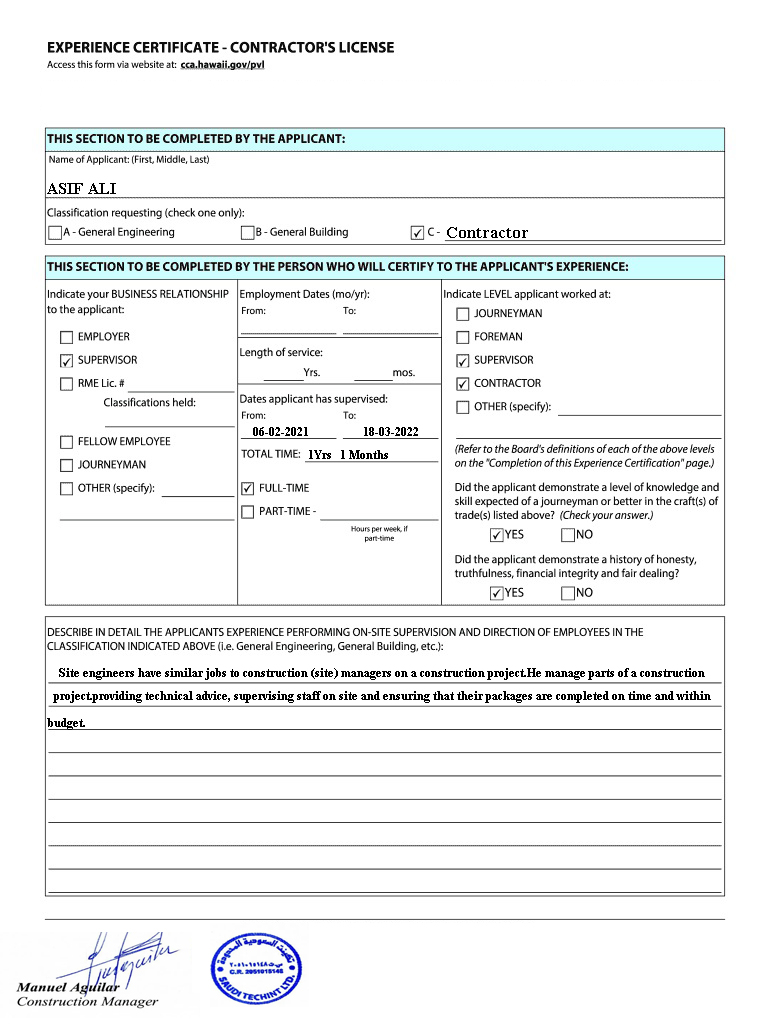 EXPERIENCE CERTIFICATE - CONTRACTOR'S LICENSE
Access this form via website at: cca.hawaii.gov/pvl
THIS SECTION TO BE COMPLETED BY THE APPLICANT:
Name of Applicant: (First, Middle, Last)
ASIF ALI
Classification requesting (check one only):
A - General Engineering
B - General Building
C - Contractor
THIS SECTION TO BE COMPLETED BY THE PERSON WHO WILL CERTIFY TO THE APPLICANT'S EXPERIENCE:
Indicate your BUSINESS RELATIONSHIP
to the applicant:
EMPLOYER
SUPERVISOR
RME Lic. #
Classifications held:
FELLOW EMPLOYEE
JOURNEYMAN
OTHER (specify):
Employment Dates (mo/yr):
From: To:
Length of service:
Yrs. mos.
Dates applicant has supervised:
From: To:
06-02-2021 18-03-2022
TOTAL TIME: 1Yrs 1 Months
FULL-TIME
PART-TIME -
Hours per week, if
part-time
Indicate LEVEL applicant worked at:
JOURNEYMAN
FOREMAN
SUPERVISOR
CONTRACTOR
OTHER (specify):
(Refer to the Board's definitions of each of the above levels
on the "Completion of this Experience Certification" page.)
Did the applicant demonstrate a level of knowledge and
skill expected of a journeyman or better in the craft(s) of
trade(s) listed above? (Check your answer.)
YES NO
Did the applicant demonstrate a history of honesty,
truthfulness, financial integrity and fair dealing?
YES NO
DESCRIBE IN DETAIL THE APPLICANTS EXPERIENCE PERFORMING ON-SITE SUPERVISION AND DIRECTION OF EMPLOYEES IN THE
CLASSIFICATION INDICATED ABOVE (i.e. General Engineering, General Building, etc.):
Site engineers have similar jobs to construction (site) managers on a construction project.He manage parts of a construction
project.providing technical advice, supervising staff on site and ensuring that their packages are completed on time and within
budget.
Manuel Aguilar
Construction Manager
C.R. 2051015148
SAUDI TECHINT LTD.